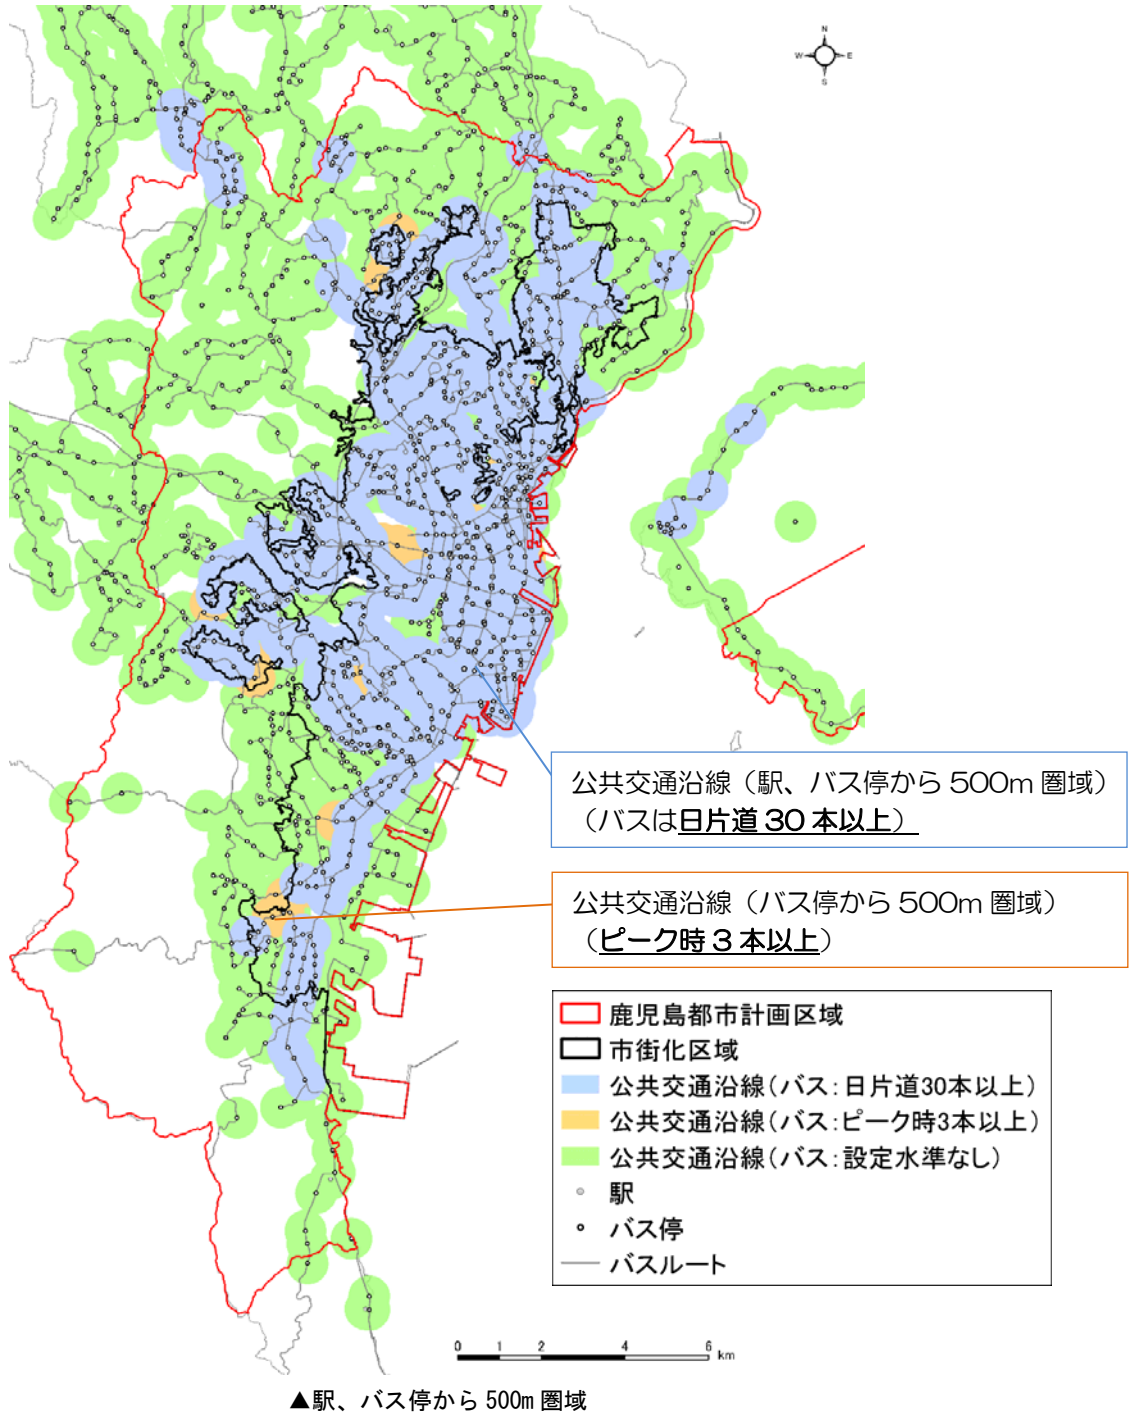 N
W E
S
公共交通沿線（駅、バス停から 500m 圏域）
（バスは日片道 30 本以上）
公共交通沿線（バス停から 500m 圏域）
（ピーク時 3 本以上）
鹿児島都市計画区域
市街化区域
公共交通沿線（バス：日片道30本以上）
公共交通沿線（バス：ピーク時3本以上）
公共交通沿線（バス：設定水準なし）
駅
バス停
バスルート
0 1 2 4 6 km
▲駅、バス停から 500m 圏域